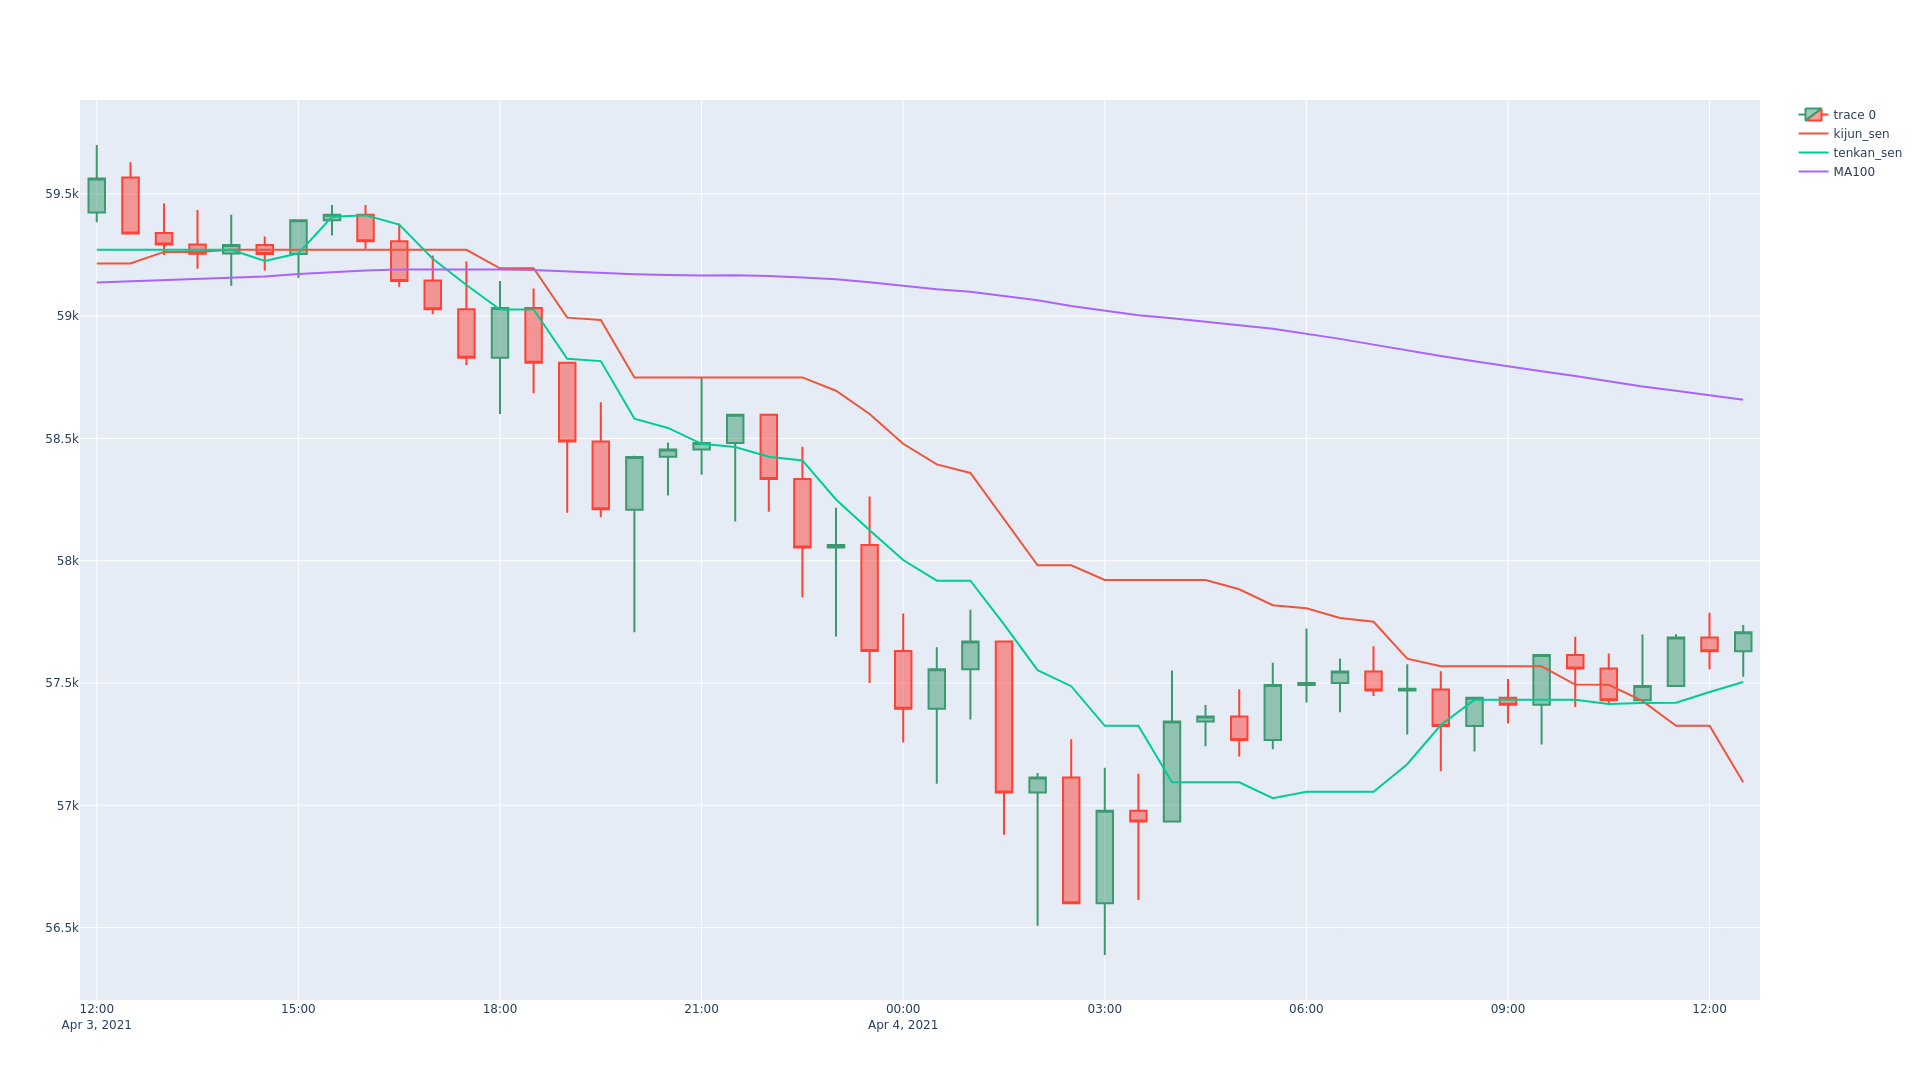 trace 0
kijun_sen
tenkan_sen
MA100
59.5k
59k
58.5k
58k
57.5k
57k
56.5k
12:00 15:00 18:00 21:00 00:00 03:00 06:00 09:00 12:00
Apr 3, 2021 Apr 4, 2021